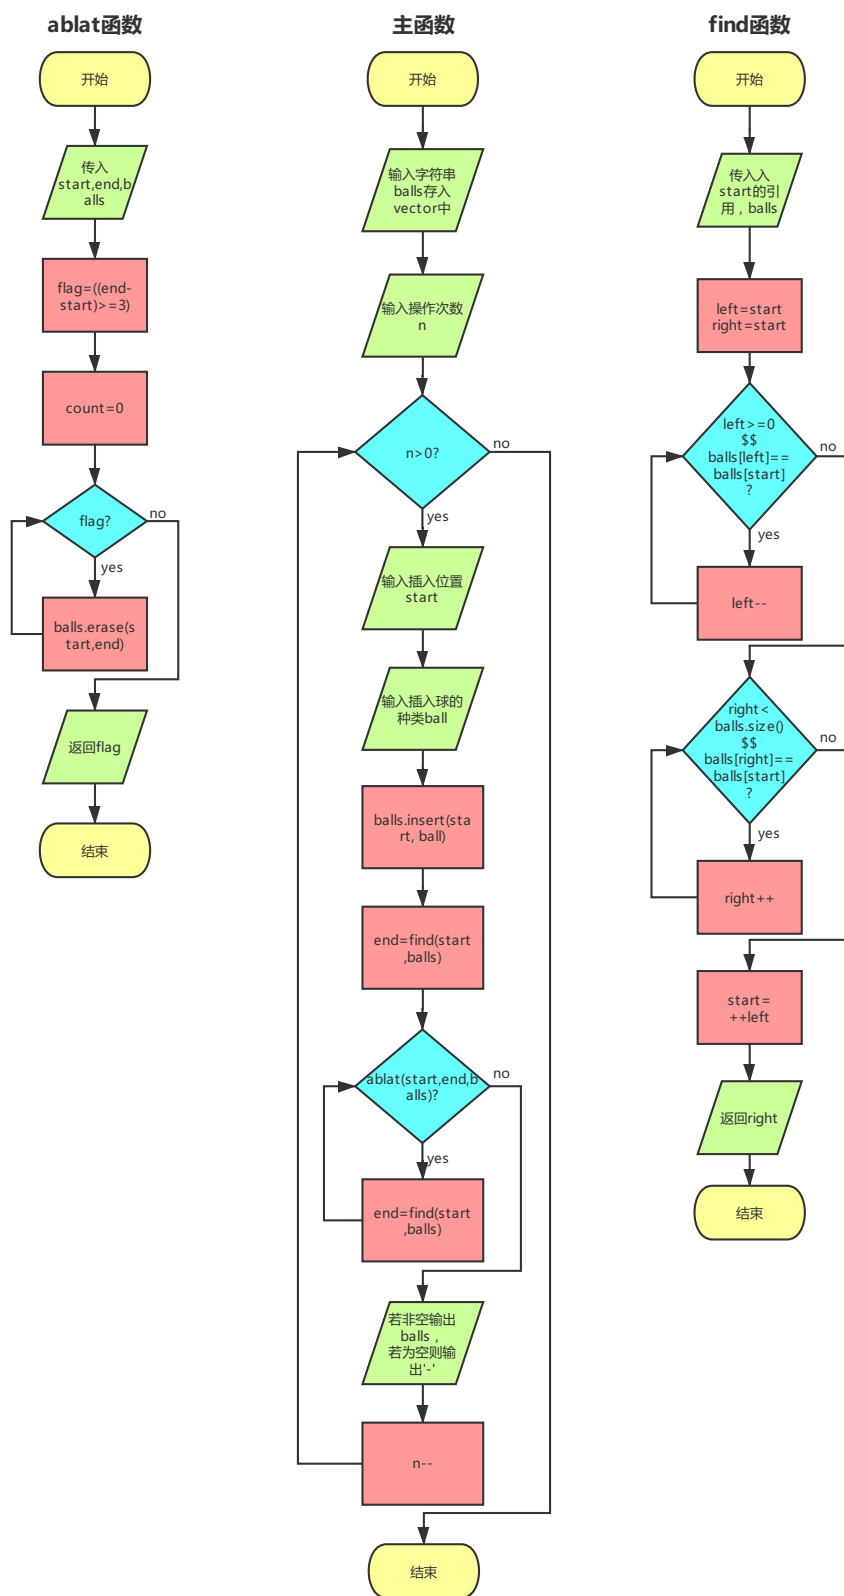 ablat函数
开始
传入
start,end,b
alls
flag=((end-
start)>=3)
count=0
flag?
no
yes
balls.erase(s
tart,end)
返回flag
结束
主函数
开始
输入字符串
balls存入
vector中
输入操作次数
n
n>0?
no
yes
输入插入位置
start
输入插入球的
种类ball
balls.insert(sta
rt, ball)
end=find(start
,balls)
ablat(start,end,b
alls)?
no
yes
end=find(start
,balls)
若非空输出
balls，
若为空则输
出'-'
n--
结束
find函数
开始
传入入
start的引
用，balls
left=start
right=start
left>=0
$$
balls[left]==
balls[start]
?
no
yes
left--
right<
balls.size()
$$
balls[right]==
balls[start]
?
no
yes
right++
start=
++left
返回right
结束